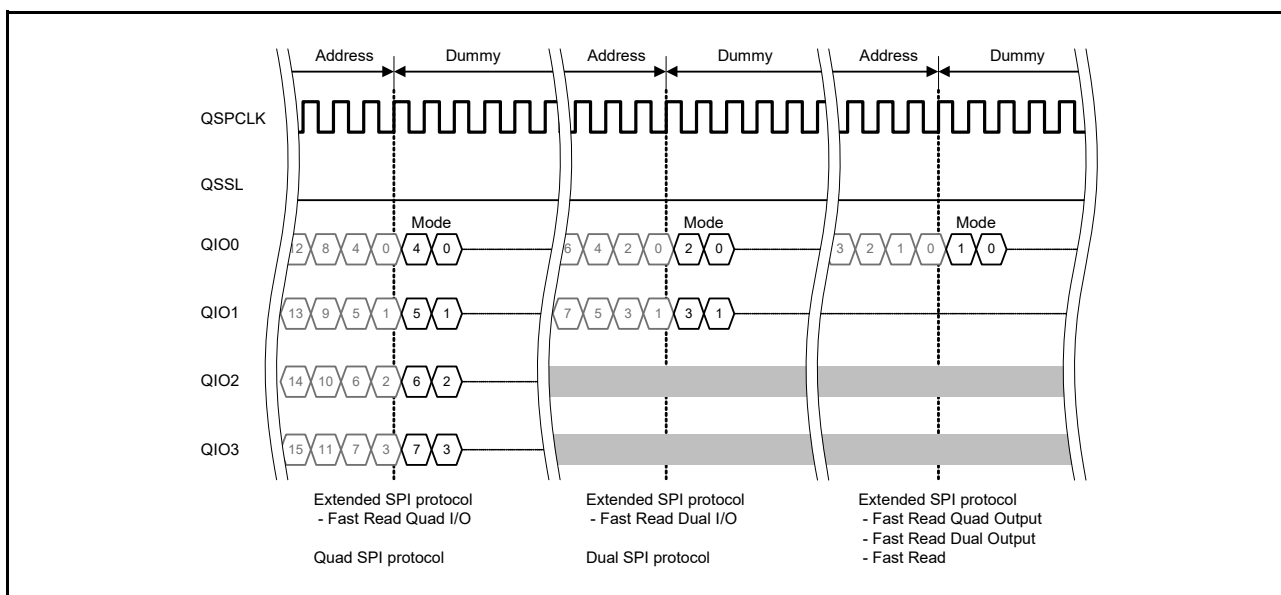 Address Dummy Address Dummy Address Dummy
QSPCLK
QSSL
Mode Mode Mode
QIO0 12 8 4 0 4 0 6 4 2 0 2 0 3 2 1 0 1 0
QIO1 13 9 5 1 5 1 7 5 3 1 3 1
QIO2 14 10 6 2 6 2
QIO3 15 11 7 3 7 3
Extended SPI protocol
- Fast Read Quad I/O
Quad SPI protocol
Extended SPI protocol
- Fast Read Dual I/O
Dual SPI protocol
Extended SPI protocol
- Fast Read Quad Output
- Fast Read Dual Output
- Fast Read